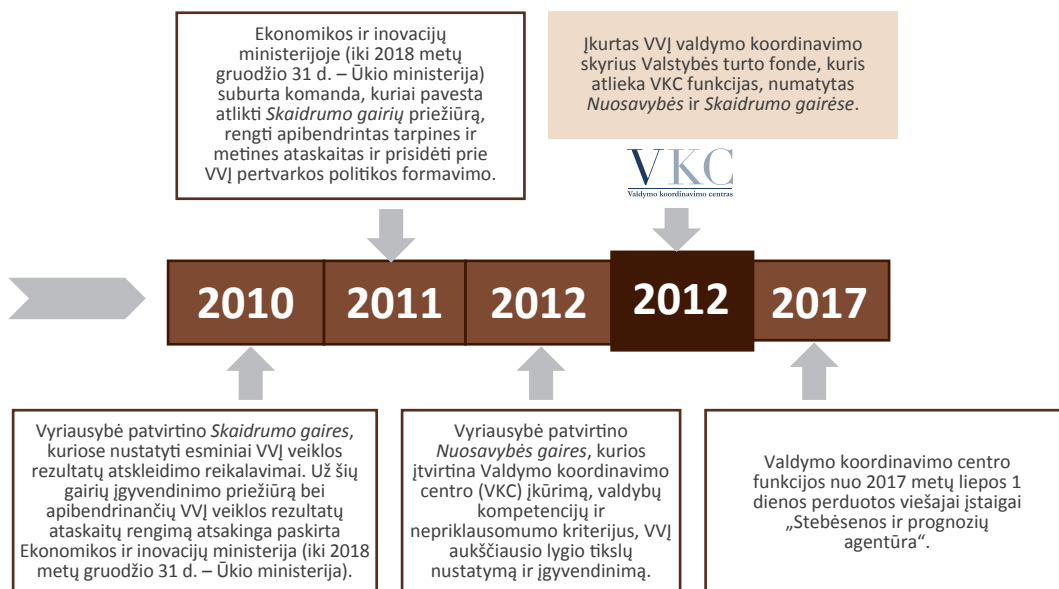 Ekonomikos ir inovacijų
ministerijoje (iki 2018 metų
gruodžio 31 d. – Ūkio ministerija)
suburta komanda, kuriai pavesta
atlikti Skaidrumo gairių priežiūrą,
rengti apibendrintas tarpines ir
metines ataskaitas ir prisidėti prie
VVĮ pertvarkos politikos formavimo.
Įkurtas VVĮ valdymo koordinavimo
skyrius Valstybės turto fonde, kuris
atlieka VKC funkcijas, numatytas
Nuosavybės ir Skaidrumo gairėse.
VKC
Valdymo koordinavimo centras
2010
2011
2012
2012
2017
Vyriausybė patvirtino Skaidrumo gaires,
kuriose nustatyti esminiai VVĮ veiklos
rezultatų atskleidimo reikalavimai. Už šių
gairių įgyvendinimo priežiūrą bei
apibendrinančių VVĮ veiklos rezultatų
ataskaitų rengimą atsakinga paskirta
Ekonomikos ir inovacijų ministerija (iki 2018
metų gruodžio 31 d. – Ūkio ministerija).
Vyriausybė patvirtino
Nuosavybės gaires, kurios
įtvirtina Valdymo koordinavimo
centro (VKC) įkūrimą, valdybų
kompetencijų ir
nepriklausomumo kriterijus, VVĮ
aukščiausio lygio tikslų
nustatymą ir įgyvendinimą.
Valdymo koordinavimo centro
funkcijos nuo 2017 metų liepos 1
dienos perduotos viešajai įstaigai
„Stebėsenos ir prognozių
agentūra“.